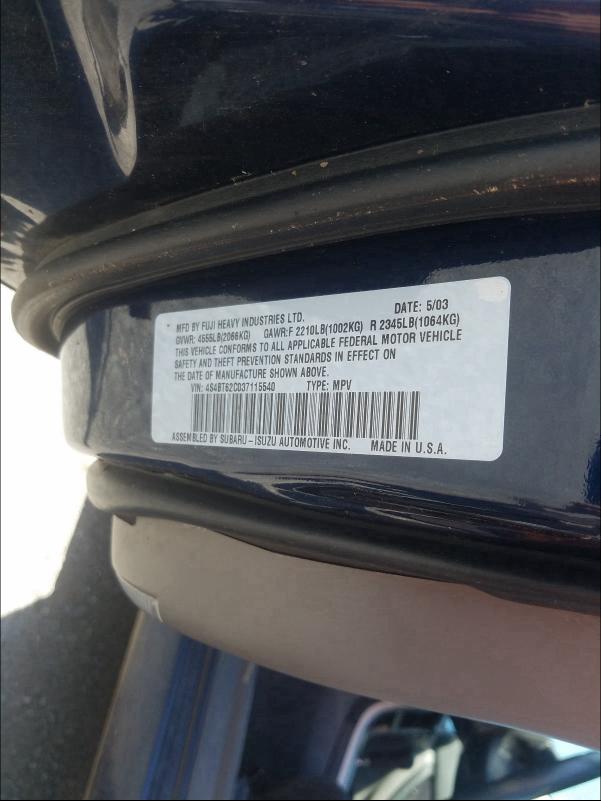 MFD BY FUJI HEAVY INDUSTRIES LTD. DATE: 5/03
GVWR: 4555LB(2066KG) GAWR:F 2210LB(1002KG) R 2345LB(1064KG)
THIS VEHICLE CONFORMS TO ALL APPLICABLE FEDERAL MOTOR VEHICLE
SAFETY AND THEFT PREVENTION STANDARDS IN EFFECT ON
THE DATE OF MANUFACTURE SHOWN ABOVE.
VIN: 4S4BT62C037115540 TYPE: MPV
ASSEMBLED BY SUBARU-ISUZU AUTOMOTIVE INC. MADE IN U.S.A.